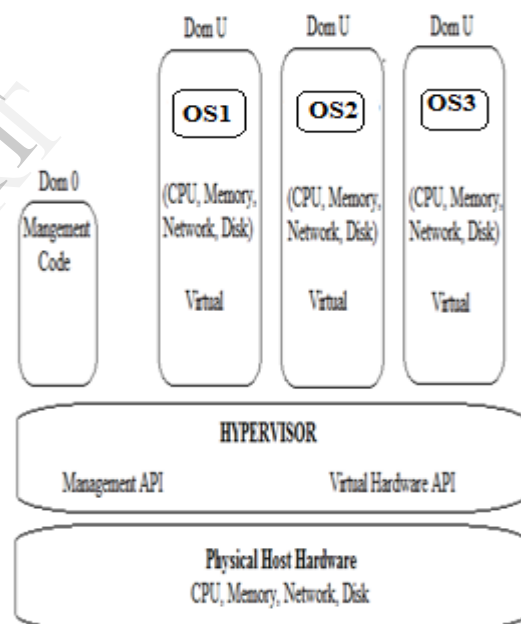 Dom U Dom U Dom U
OS1 OS2 OS3
Dom 0
Mangement
Code
(CPU, Memory,
Network, Disk)
Virtual
(CPU, Memory,
Network, Disk)
Virtual
(CPU, Memory,
Network, Disk)
Virtual
HYPERVISOR
Management API Virtual Hardware API
Physical Host Hardware
CPU, Memory, Network, Disk